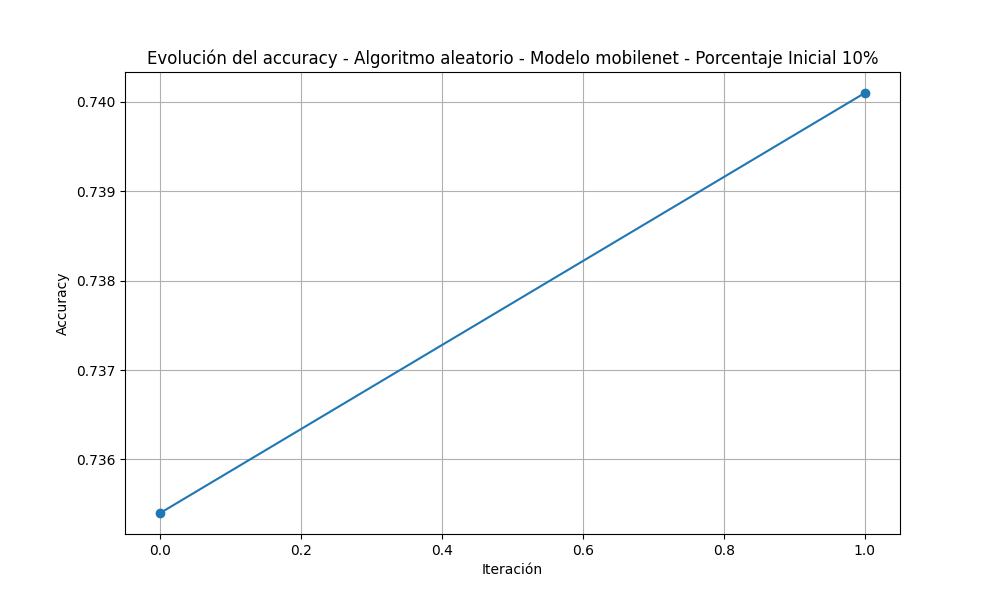 Evolución del accuracy - Algoritmo aleatorio - Modelo mobilenet - Porcentaje Inicial 10%
0.740
0.739
0.738
0.737
0.736
Accuracy
0.0 0.2 0.4 0.6 0.8 1.0
Iteración